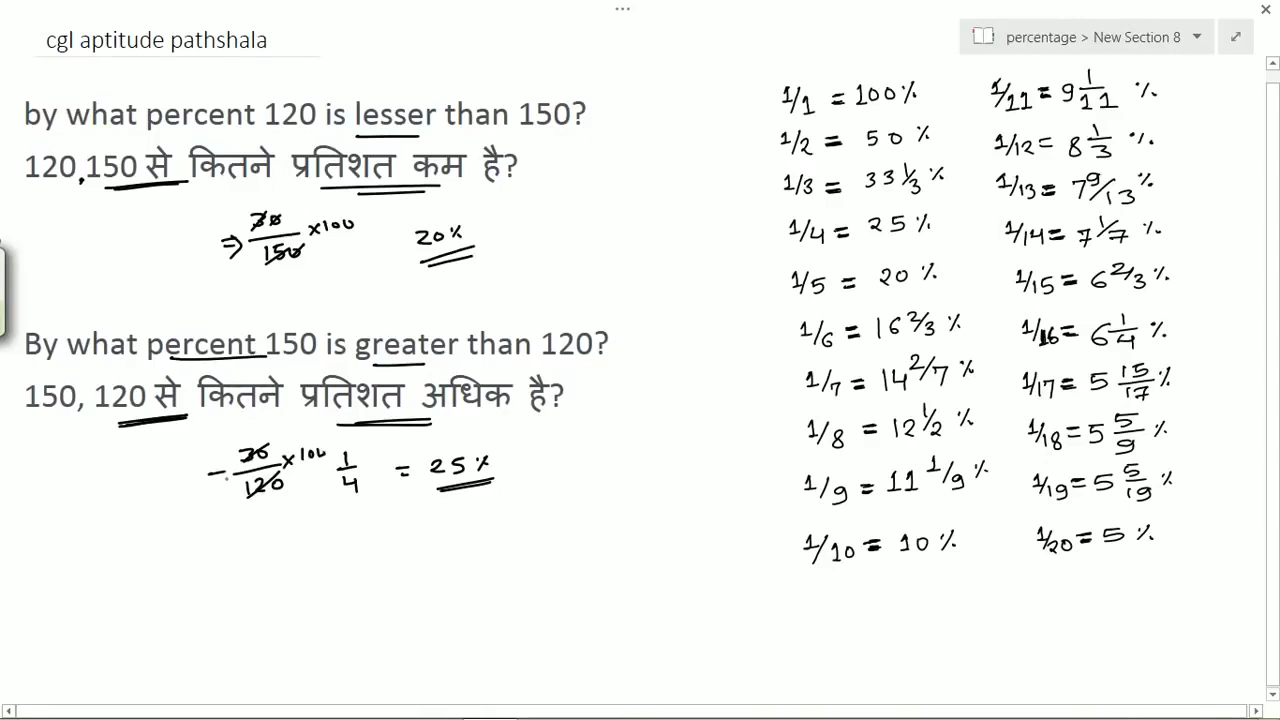 cgl aptitude pathshala
percentage > New Section 8
by what percent 120 is lesser than 150?
120,150 से कितने प्रतिशत कम है?
⇒ 30/150 ×100 20%
By what percent 150 is greater than 120?
150, 120 से कितने प्रतिशत अधिक है?
- 30/120 ×100 1/4 = 25%
1/1 = 100%
1/2 = 50%
1/3 = 33 1/3 %
1/4 = 25%
1/5 = 20%
1/6 = 16 2/3 %
1/7 = 14 2/7 %
1/8 = 12 1/2 %
1/9 = 11 1/9 %
1/10 = 10%
1/11 = 9 1/11 %
1/12 = 8 1/3 %
1/13 = 7 9/13 %
1/14 = 7 1/7 %
1/15 = 6 2/3 %
1/16 = 6 1/4 %
1/17 = 5 15/17 %
1/18 = 5 5/9 %
1/19 = 5 5/19 %
1/20 = 5%